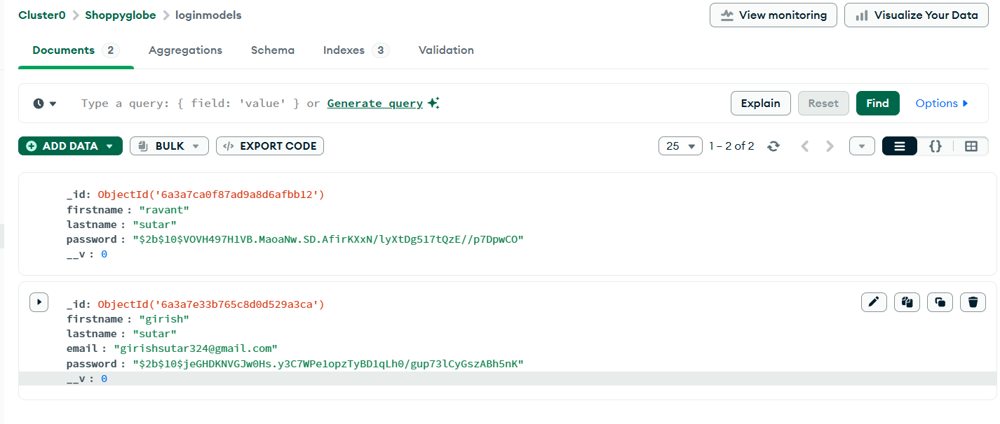 Cluster0 > Shoppyglobe > loginmodels
View monitoring
Visualize Your Data
Documents 2 Aggregations Schema Indexes 3 Validation
Type a query: { field: 'value' } or Generate query
Explain Reset Find Options
ADD DATA BULK </> EXPORT CODE
25 1 – 2 of 2 {}
_id: ObjectId('6a3a7ca0f87ad9a8d6afbb12')
firstname : "ravant"
lastname : "sutar"
password : "$2b$10$VOVH497H1VB.MaoaNw.SD.AfirKXxN/lyXtDg517tQzE//p7DpwCO"
__v : 0
_id: ObjectId('6a3a7e33b765c8d0d529a3ca')
firstname : "girish"
lastname : "sutar"
email : "girishsutar324@gmail.com"
password : "$2b$10$jeGHDKNVGJw0Hs.y3C7WPe1opzTyBD1qLh0/gup73lCyGszABh5nK"
__v : 0